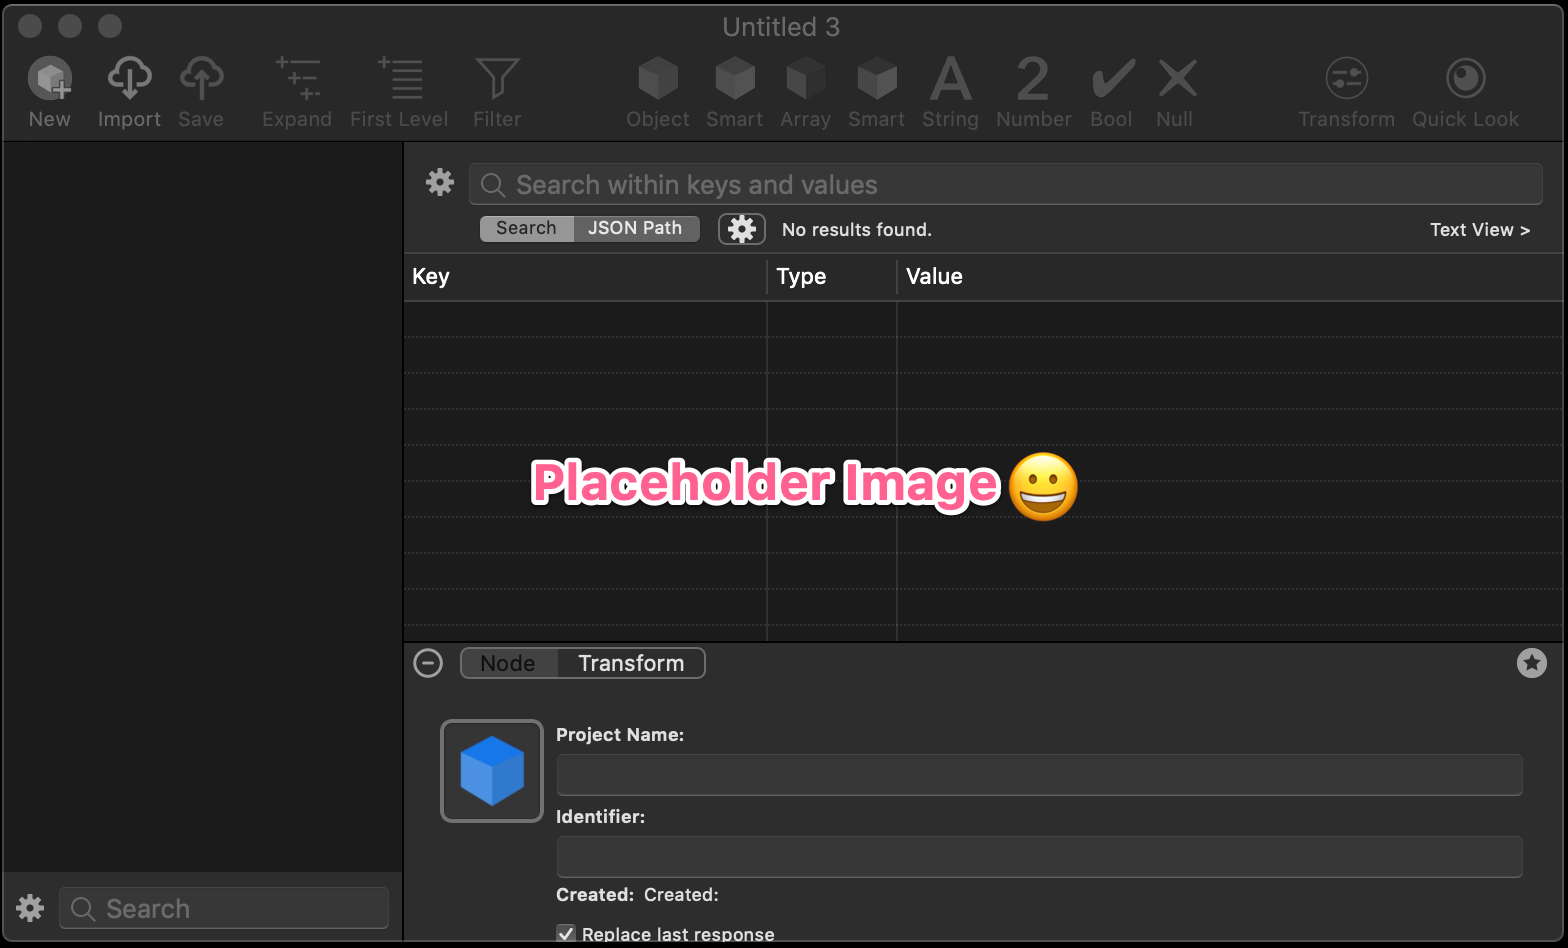 Untitled 3
New Import Save Expand First Level Filter Object Smart Array Smart String Number Bool Null Transform Quick Look
Search within keys and values
Search JSON Path No results found. Text View >
Key Type Value
Placeholder Image
Node Transform
Project Name:
Identifier:
Created: Created:
Search
Replace last response